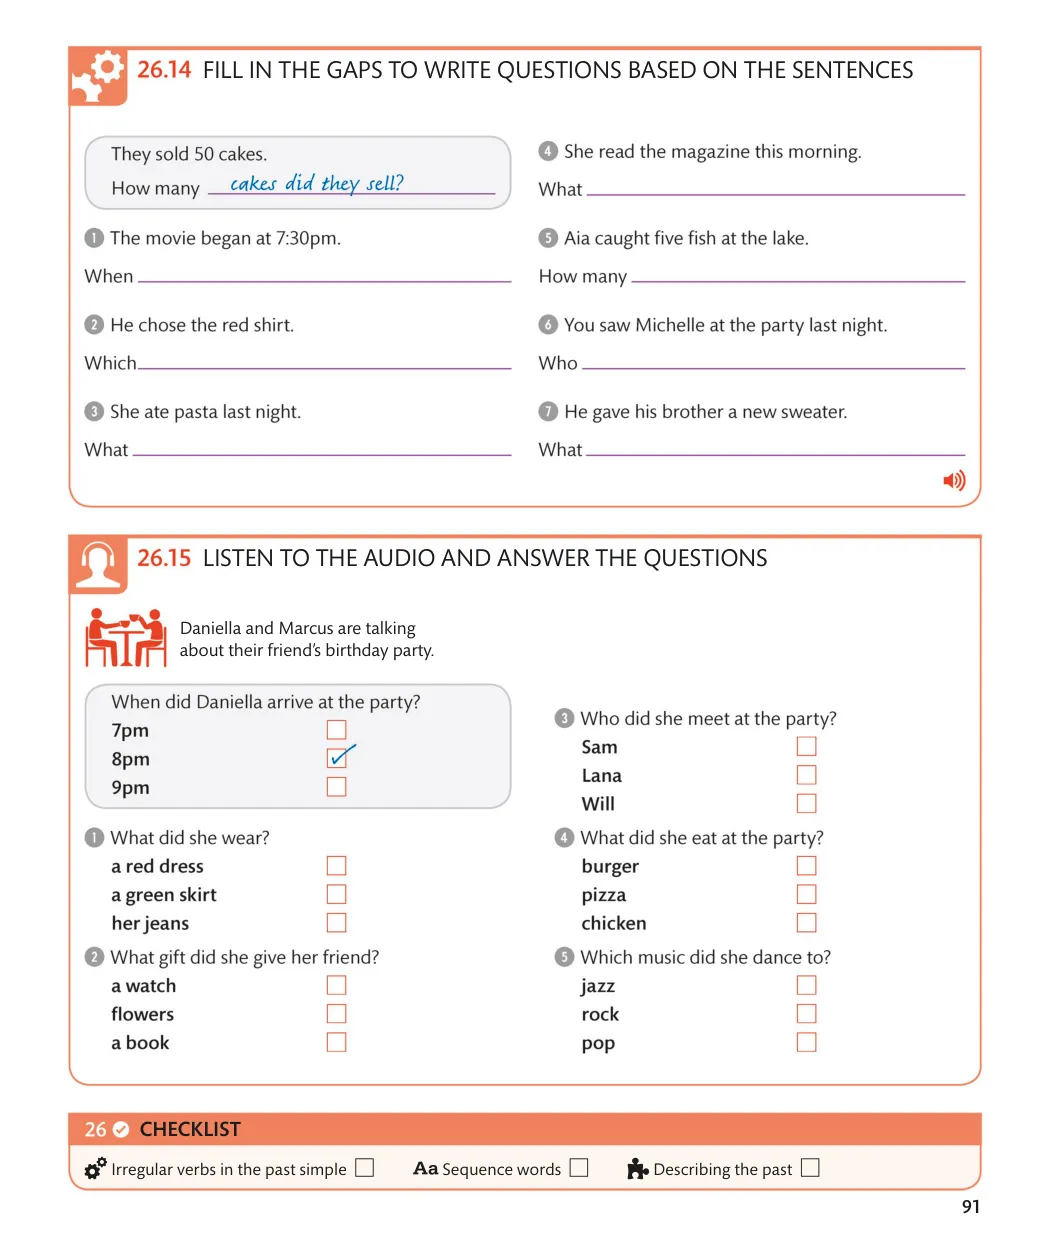 26.14 FILL IN THE GAPS TO WRITE QUESTIONS BASED ON THE SENTENCES
They sold 50 cakes.
How many cakes did they sell?
1 The movie began at 7:30pm.
When
2 He chose the red shirt.
Which
3 She ate pasta last night.
What
4 She read the magazine this morning.
What
5 Aia caught five fish at the lake.
How many
6 You saw Michelle at the party last night.
Who
7 He gave his brother a new sweater.
What
26.15 LISTEN TO THE AUDIO AND ANSWER THE QUESTIONS
Daniella and Marcus are talking
about their friend's birthday party.
When did Daniella arrive at the party?
7pm
8pm
9pm
1 What did she wear?
a red dress
a green skirt
her jeans
2 What gift did she give her friend?
a watch
flowers
a book
3 Who did she meet at the party?
Sam
Lana
Will
4 What did she eat at the party?
burger
pizza
chicken
5 Which music did she dance to?
jazz
rock
pop
26 CHECKLIST
Irregular verbs in the past simple Aa Sequence words Describing the past
91